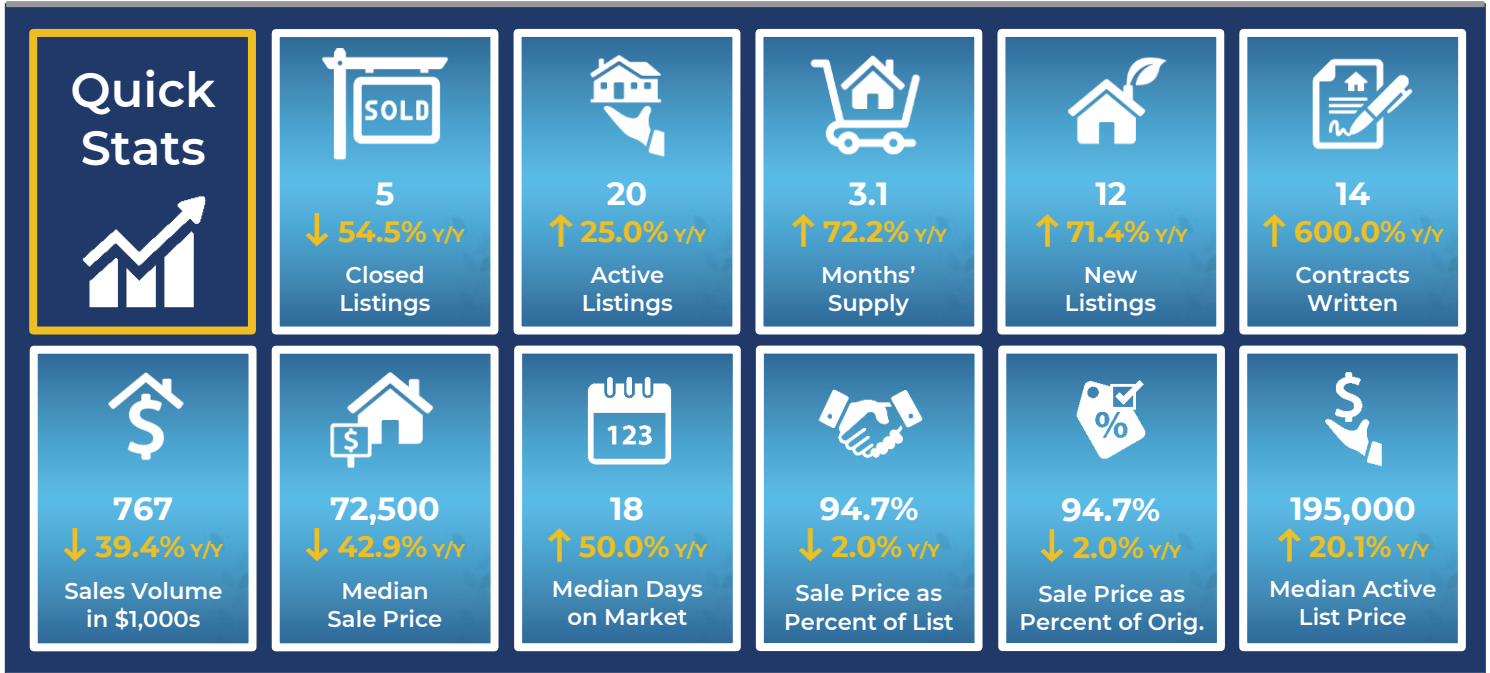 Quick
Stats
SOLD
5
↓ 54.5% Y/Y
Closed
Listings
20
↑ 25.0% Y/Y
Active
Listings
3.1
↑ 72.2% Y/Y
Months’
Supply
12
↑ 71.4% Y/Y
New
Listings
14
↑ 600.0% Y/Y
Contracts
Written
$
767
↓ 39.4% Y/Y
Sales Volume
in $1,000s
$
72,500
↓ 42.9% Y/Y
Median
Sale Price
123
18
↑ 50.0% Y/Y
Median Days
on Market
94.7%
↓ 2.0% Y/Y
Sale Price as
Percent of List
%
94.7%
↓ 2.0% Y/Y
Sale Price as
Percent of Orig.
$
195,000
↑ 20.1% Y/Y
Median Active
List Price